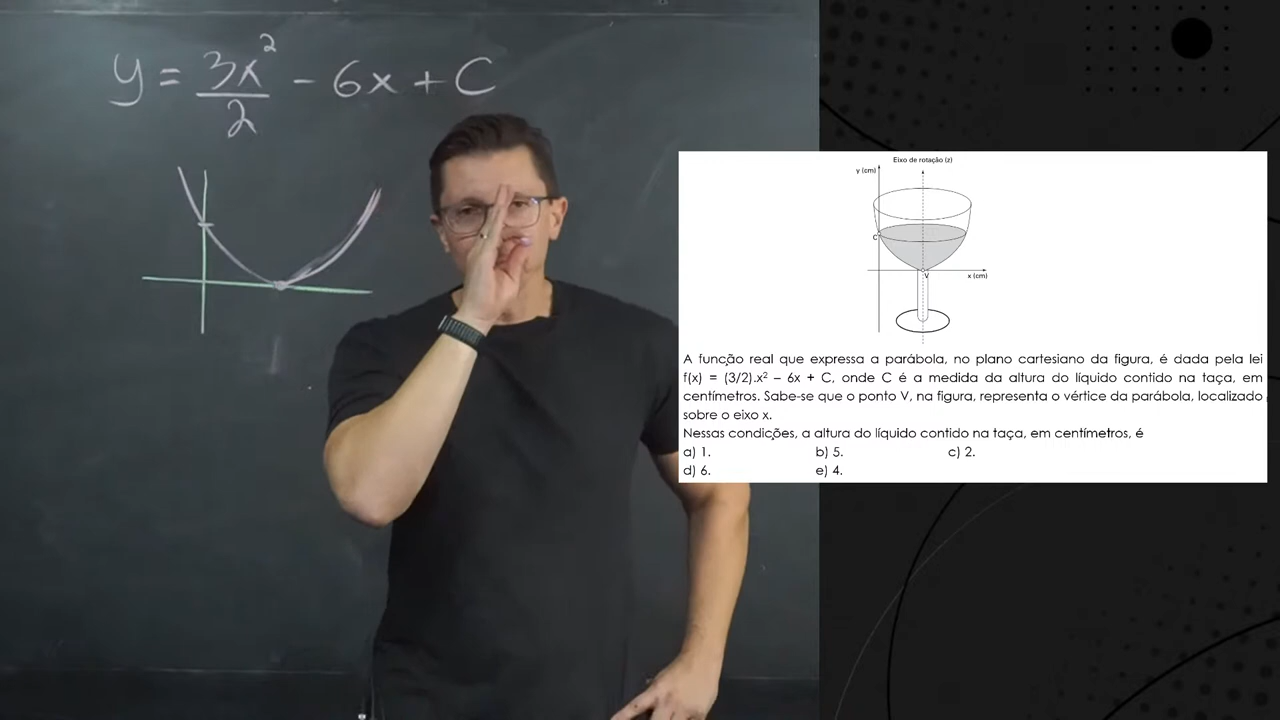 y = 3x²/2 - 6x + C
Eixo de rotação (z)
y (cm)
C
V
x (cm)
A função real que expressa a parábola, no plano cartesiano da figura, é dada pela lei
f(x) = (3/2).x² – 6x + C, onde C é a medida da altura do líquido contido na taça, em
centímetros. Sabe-se que o ponto V, na figura, representa o vértice da parábola, localizado
sobre o eixo x.
Nessas condições, a altura do líquido contido na taça, em centímetros, é
a) 1. b) 5. c) 2.
d) 6. e) 4.